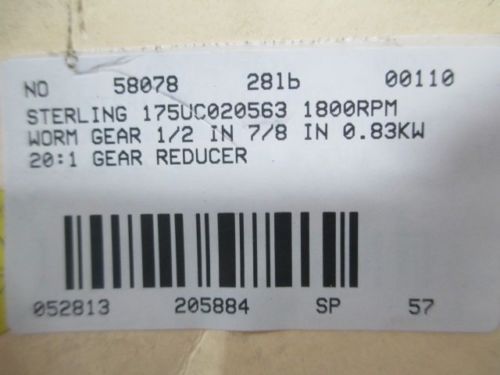 NO 58078 28lb 00110
STERLING 175UC020563 1800RPM
WORM GEAR 1/2 IN 7/8 IN 0.83KW
20:1 GEAR REDUCER
052813 205884 SP 57